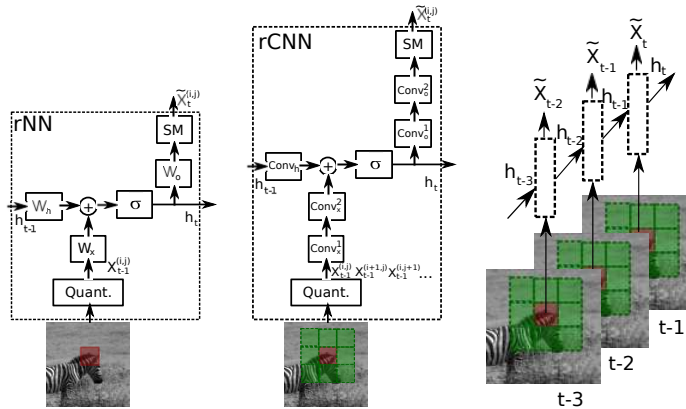 rNN
X̃_t^(i,j)
SM
W_o
W_h
+
σ
h_t-1
h_t
W_x
X_t-1^(i,j)
Quant.
rCNN
X̃_t^(i,j)
SM
Conv_o^2
Conv_o^1
Conv_h
+
σ
h_t-1
h_t
Conv_x^2
Conv_x^1
X_t-1^(i,j) X_t-1^(i+1,j) X_t-1^(i,j+1) ...
Quant.
X̃_t
X̃_t-1
h_t
X̃_t-2
h_t-1
h_t-2
h_t-3
t-1
t-2
t-3